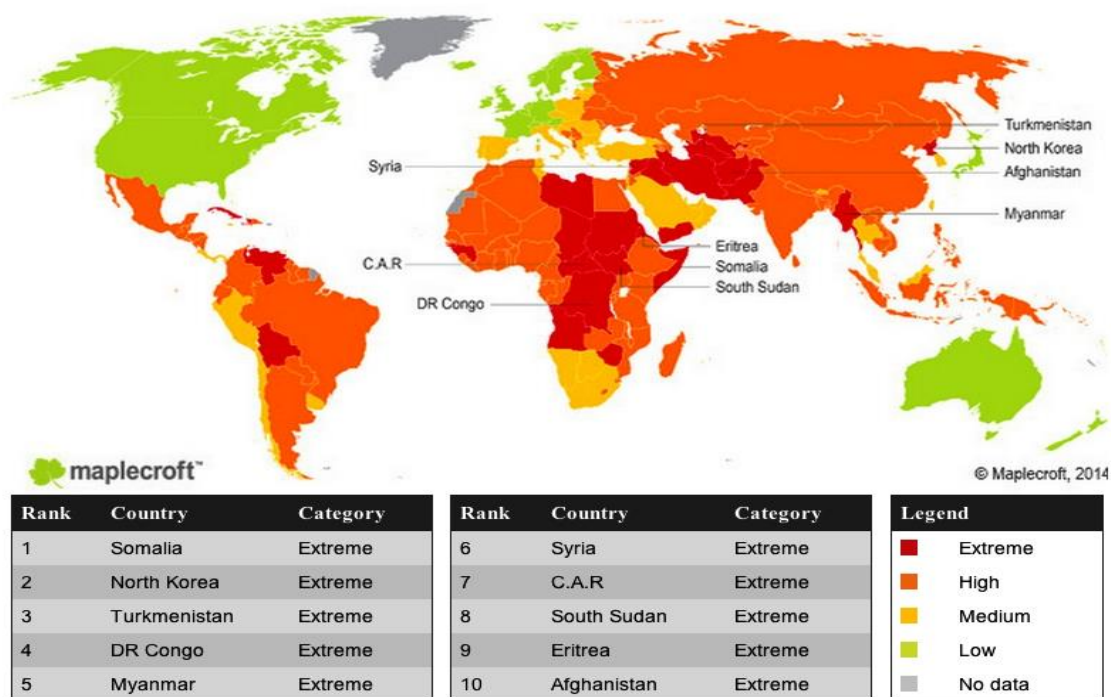 Turkmenistan
North Korea
Syria
Afghanistan
Myanmar
Eritrea
C.A.R
Somalia
South Sudan
DR Congo
maplecroft™
© Maplecroft, 2014
Rank Country Category
1 Somalia Extreme
2 North Korea Extreme
3 Turkmenistan Extreme
4 DR Congo Extreme
5 Myanmar Extreme
Rank Country Category
6 Syria Extreme
7 C.A.R Extreme
8 South Sudan Extreme
9 Eritrea Extreme
10 Afghanistan Extreme
Legend
Extreme
High
Medium
Low
No data